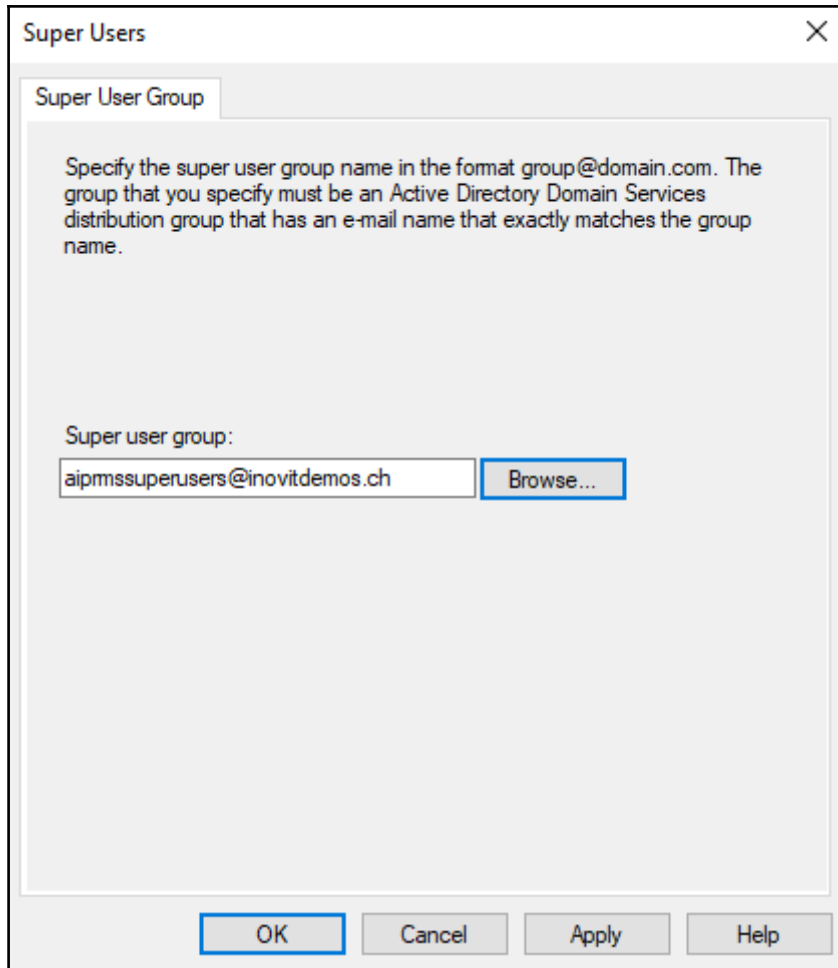 Super Users
Super User Group
Specify the super user group name in the format group@domain.com. The
group that you specify must be an Active Directory Domain Services
distribution group that has an e-mail name that exactly matches the group
name.
Super user group:
aiprmssuperusers@inovitdemos.ch
Browse...
OK
Cancel
Apply
Help